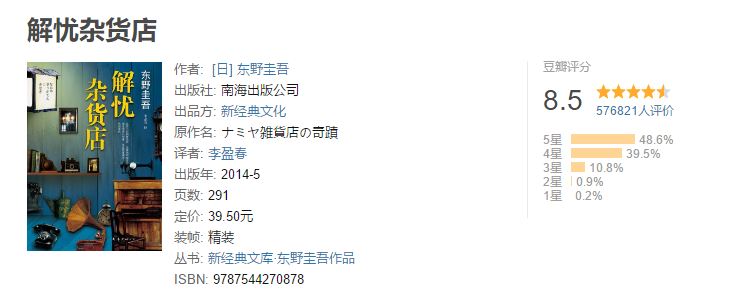 解忧杂货店
东野圭吾
解忧
杂货店
作者: [日] 东野圭吾
出版社: 南海出版公司
出品方: 新经典文化
原作名: ナミヤ雑貨店の奇蹟
译者: 李盈春
出版年: 2014-5
页数: 291
定价: 39.50元
装帧: 精装
丛书: 新经典文库·东野圭吾作品
ISBN: 9787544270878
豆瓣评分
8.5
576821人评价
5星 48.6%
4星 39.5%
3星 10.8%
2星 0.9%
1星 0.2%